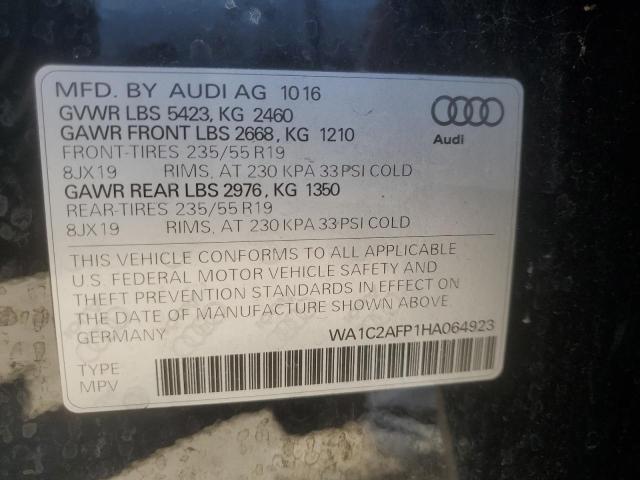 MFD. BY AUDI AG 10 16
GVWR LBS 5423, KG 2460
GAWR FRONT LBS 2668, KG 1210
FRONT-TIRES 235/55 R19
8JX19 RIMS, AT 230 KPA 33 PSI COLD
GAWR REAR LBS 2976, KG 1350
REAR-TIRES 235/55 R19
8JX19 RIMS, AT 230 KPA 33 PSI COLD
Audi
THIS VEHICLE CONFORMS TO ALL APPLICABLE
U.S. FEDERAL MOTOR VEHICLE SAFETY AND
THEFT PREVENTION STANDARDS IN EFFECT ON
THE DATE OF MANUFACTURE SHOWN ABOVE
GERMANY WA1C2AFP1HA064923
TYPE
MPV